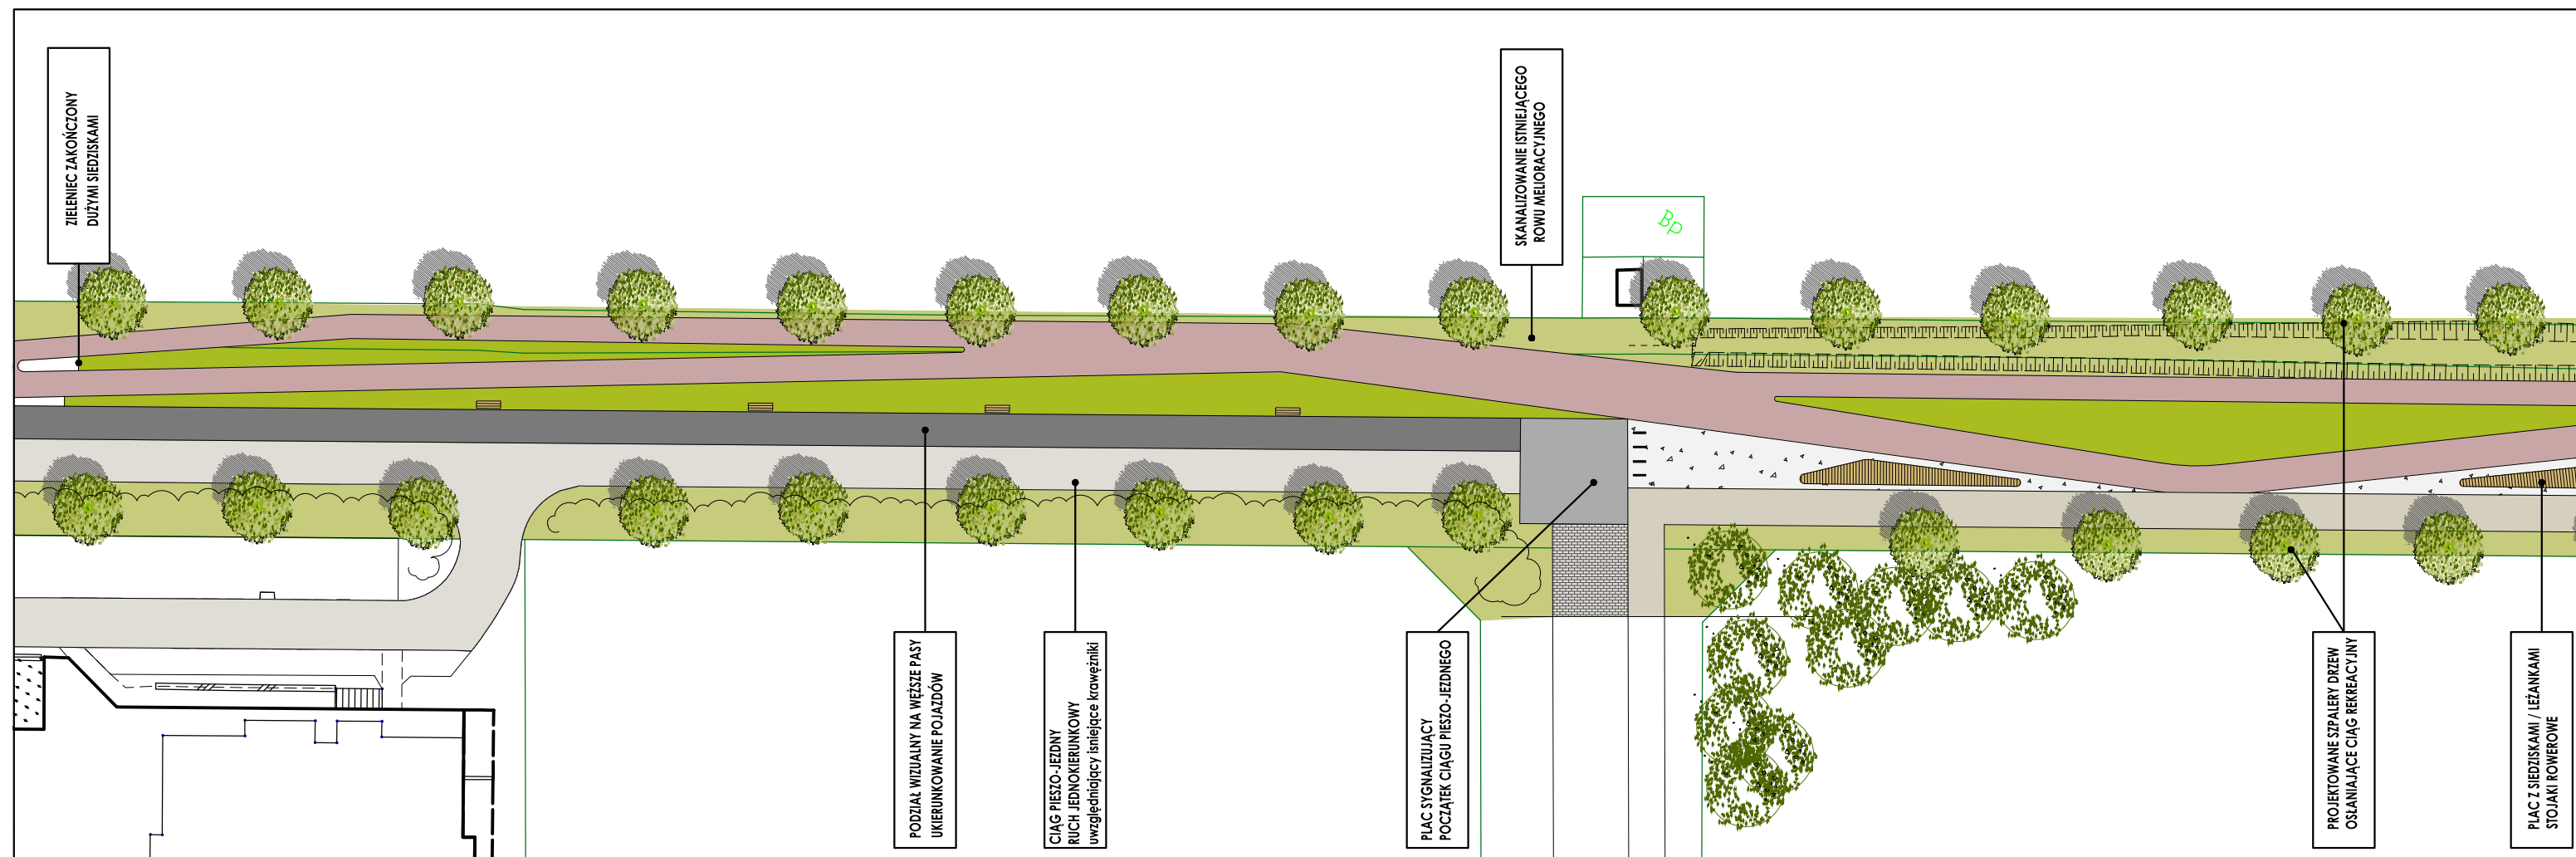 ZIELENIEC ZAKOŃCZONY
DUŻYMI SIEDZISKAMI
SKANALIZOWANIE ISTNIEJĄCEGO
ROWU MELIORACYJNEGO
Bp
PODZIAŁ WIZUALNY NA WĘŻSZE PASY
UKIERUNKOWANIE POJAZDÓW
CIĄG PIESZO-JEZDNY
RUCH JEDNOKIERUNKOWY
uwzględniający isniejące krawężniki
PLAC SYGNALIZUJĄCY
POCZĄTEK CIĄGU PIESZO-JEZDNEGO
PROJEKTOWANE SZPALERY DRZEW
OSŁANIAJĄCE CIĄG REKREACYJNY
PLAC Z SIEDZISKAMI / LEŻANKAMI
STOJAKI ROWEROWE